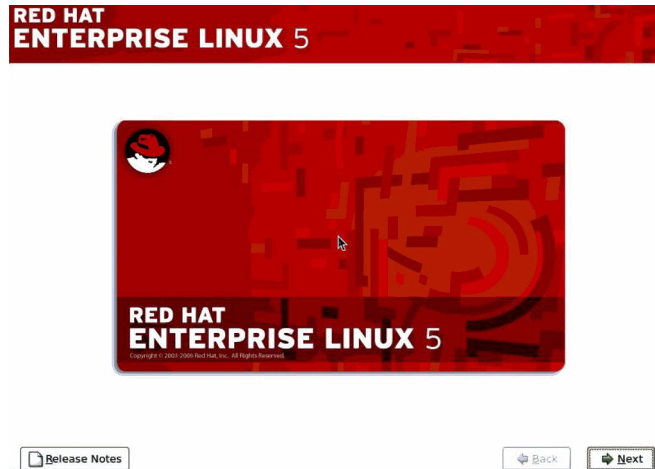 RED HAT
ENTERPRISE LINUX 5
RED HAT
ENTERPRISE LINUX 5
Copyright © 2003-2006 Red Hat, Inc. All Rights Reserved.
Release Notes
Back
Next